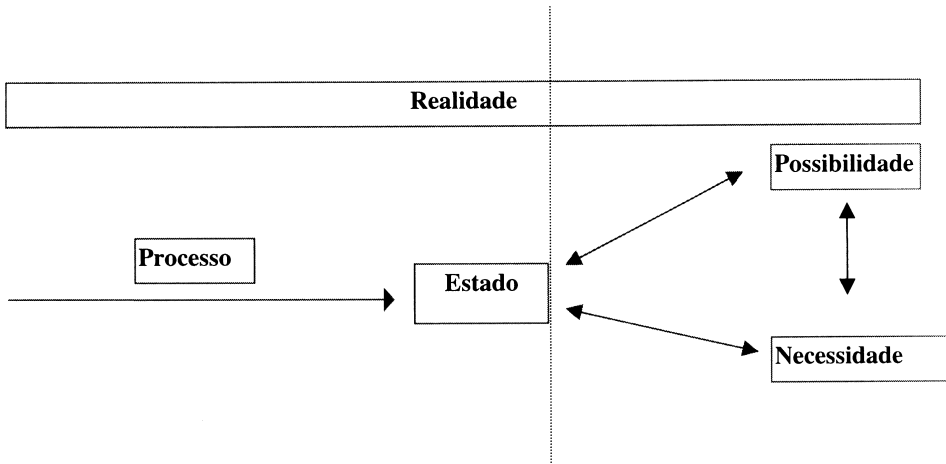 Realidade
Possibilidade
Processo
Estado
Necessidade